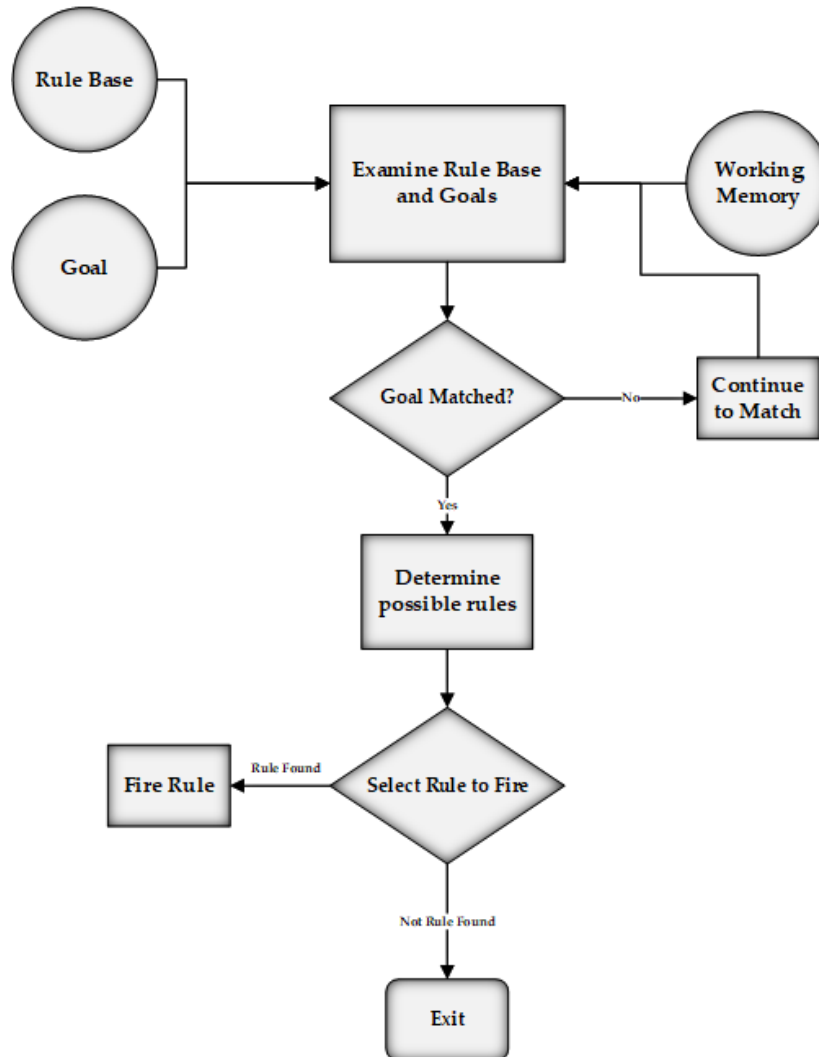 Rule Base
Examine Rule Base
and Goals
Working
Memory
Goal
Goal Matched?
No
Continue
to Match
Yes
Determine
possible rules
Fire Rule
Rule Found
Select Rule to Fire
Not Rule Found
Exit